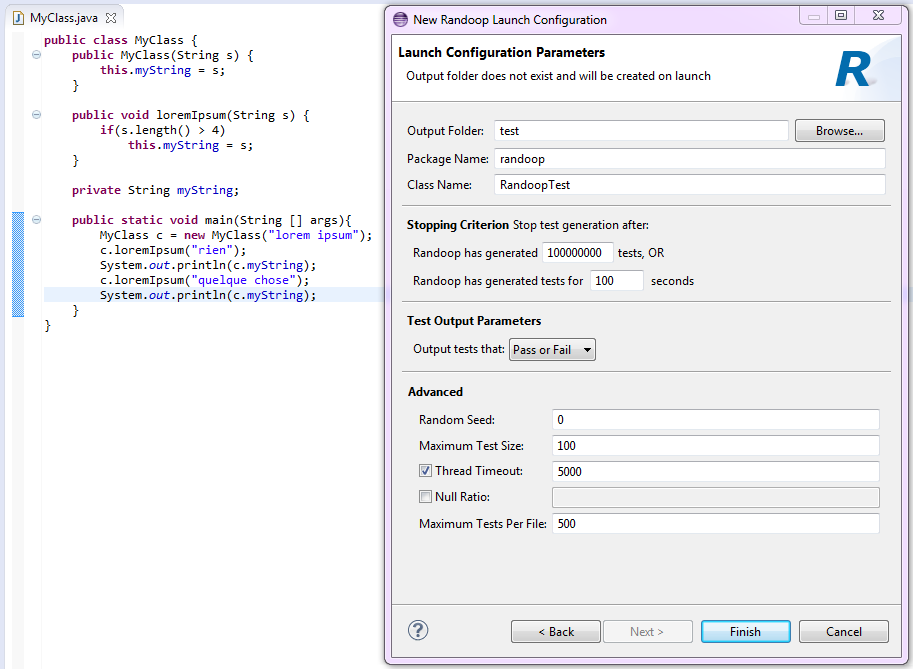 MyClass.java
public class MyClass {
public MyClass(String s) {
this.myString = s;
}
public void loremIpsum(String s) {
if(s.length() > 4)
this.myString = s;
}
private String myString;
public static void main(String [] args){
MyClass c = new MyClass("lorem ipsum");
c.loremIpsum("rien");
System.out.println(c.myString);
c.loremIpsum("quelque chose");
System.out.println(c.myString);
}
}
New Randoop Launch Configuration
Launch Configuration Parameters
Output folder does not exist and will be created on launch
R
Output Folder: test Browse...
Package Name: randoop
Class Name: RandoopTest
Stopping Criterion Stop test generation after:
Randoop has generated 100000000 tests, OR
Randoop has generated tests for 100 seconds
Test Output Parameters
Output tests that: Pass or Fail
Advanced
Random Seed: 0
Maximum Test Size: 100
Thread Timeout: 5000
Null Ratio:
Maximum Tests Per File: 500
? < Back Next > Finish Cancel